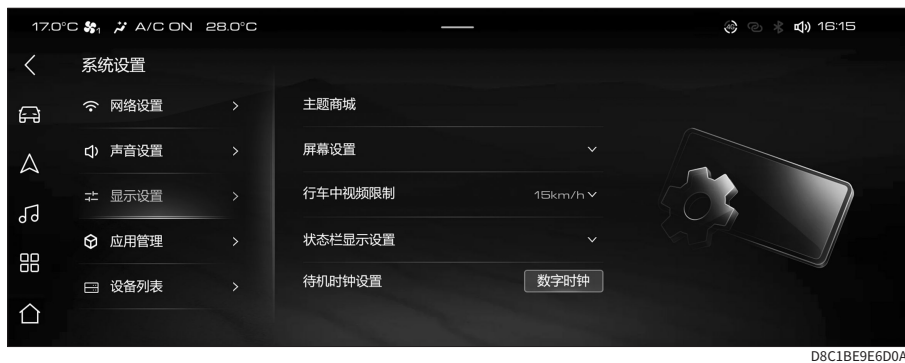 17.0°C 1 A/C ON 28.0°C 4G 16:15
系统设置
网络设置
声音设置
显示设置
应用管理
设备列表
主题商城
屏幕设置
行车中视频限制 15km/h
状态栏显示设置
待机时钟设置 数字时钟
D8C1BE9E6D0A